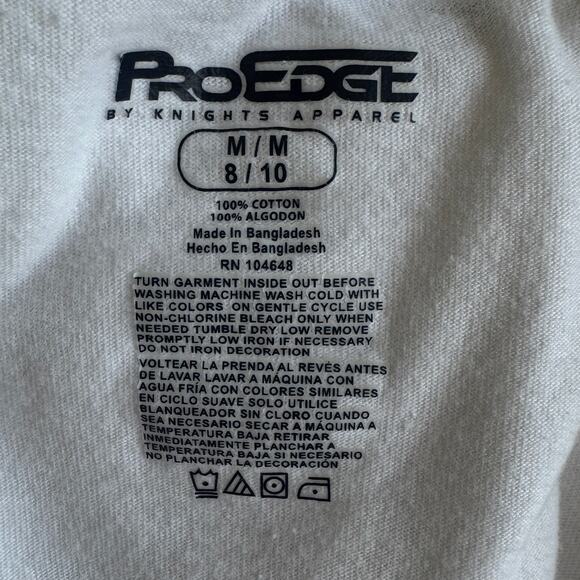 PROEDGE
BY KNIGHTS APPAREL
M / M
8 / 10
100% COTTON
100% ALGODON
Made In Bangladesh
Hecho En Bangladesh
RN 104648
TURN GARMENT INSIDE OUT BEFORE
WASHING MACHINE WASH COLD WITH
LIKE COLORS ON GENTLE CYCLE USE
NON-CHLORINE BLEACH ONLY WHEN
NEEDED TUMBLE DRY LOW REMOVE
PROMPTLY LOW IRON IF NECESSARY
DO NOT IRON DECORATION
VOLTEAR LA PRENDA AL REVÉS ANTES
DE LAVAR LAVAR A MÁQUINA CON
AGUA FRÍA CON COLORES SIMILARES
EN CICLO SUAVE SOLO UTILICE
BLANQUEADOR SIN CLORO CUANDO
SEA NECESARIO SECAR A MÁQUINA A
TEMPERATURA BAJA RETIRAR
INMEDIATAMENTE PLANCHAR A
TEMPERATURA BAJA SI NECESARIO
NO PLANCHAR LA DECORACIÓN